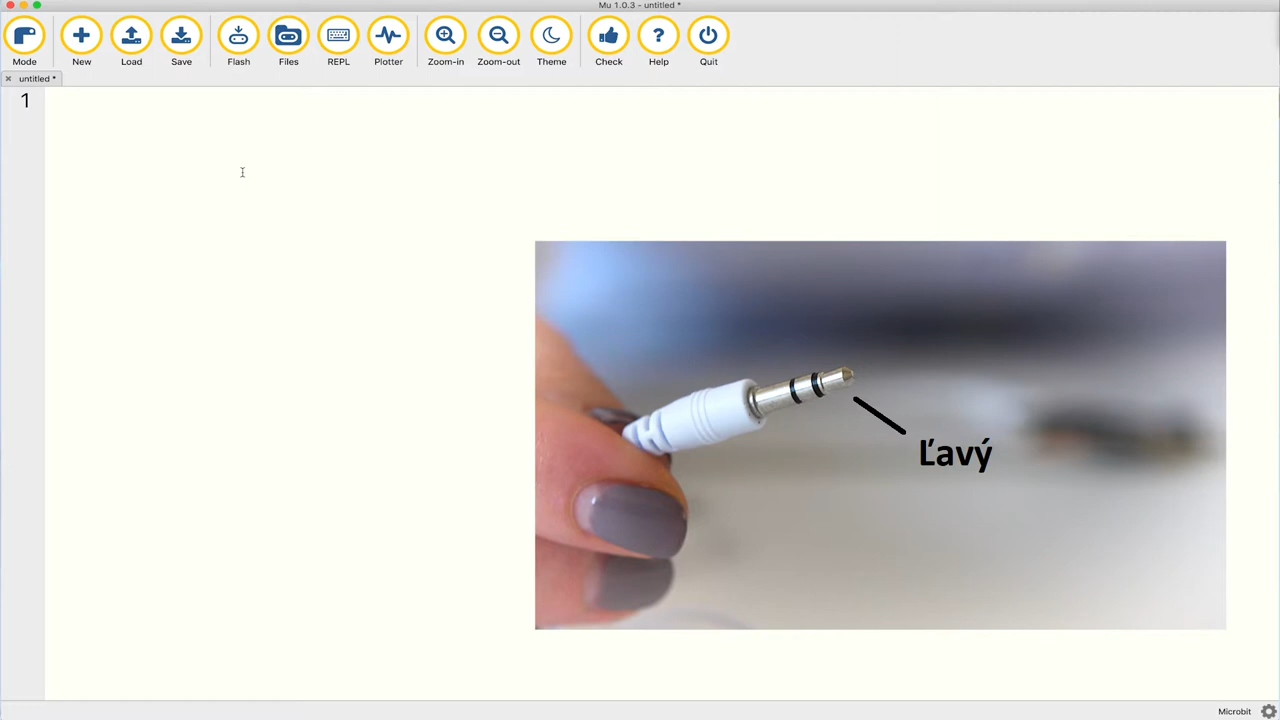 Mu 1.0.3 - untitled *
Mode New Load Save Flash Files REPL Plotter Zoom-in Zoom-out Theme Check Help Quit
untitled *
1
Ľavý
Microbit